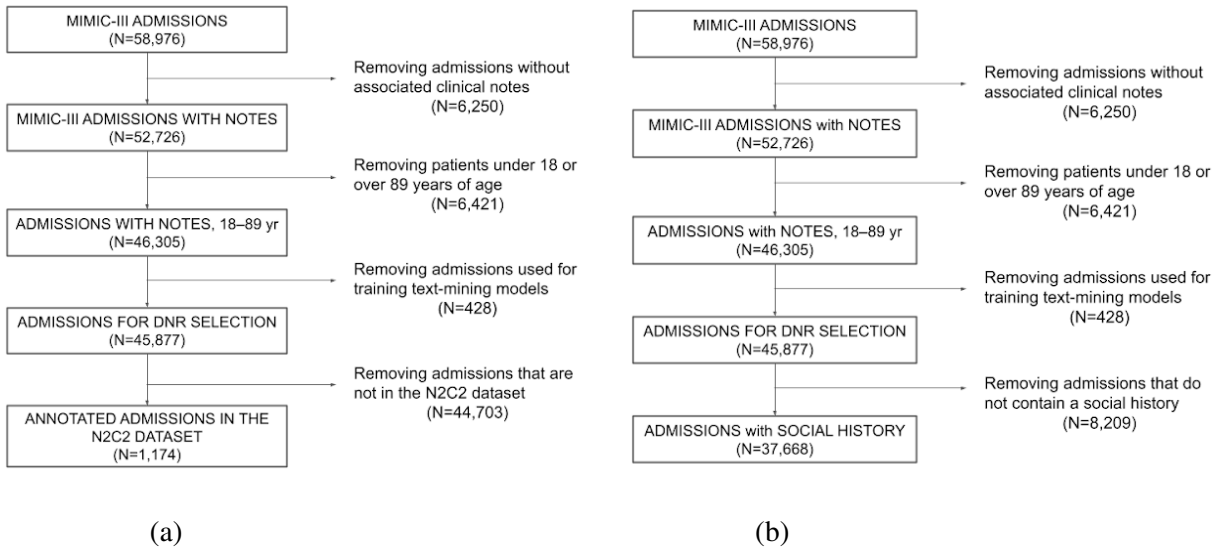 MIMIC-III ADMISSIONS
(N=58,976)
Removing admissions without
associated clinical notes
(N=6,250)
MIMIC-III ADMISSIONS WITH NOTES
(N=52,726)
Removing patients under 18 or
over 89 years of age
(N=6,421)
ADMISSIONS WITH NOTES, 18–89 yr
(N=46,305)
Removing admissions used for
training text-mining models
(N=428)
ADMISSIONS FOR DNR SELECTION
(N=45,877)
Removing admissions that are
not in the N2C2 dataset
(N=44,703)
ANNOTATED ADMISSIONS IN THE
N2C2 DATASET
(N=1,174)
(a)
MIMIC-III ADMISSIONS
(N=58,976)
Removing admissions without
associated clinical notes
(N=6,250)
MIMIC-III ADMISSIONS with NOTES
(N=52,726)
Removing patients under 18 or
over 89 years of age
(N=6,421)
ADMISSIONS with NOTES, 18–89 yr
(N=46,305)
Removing admissions used for
training text-mining models
(N=428)
ADMISSIONS FOR DNR SELECTION
(N=45,877)
Removing admissions that do
not contain a social history
(N=8,209)
ADMISSIONS with SOCIAL HISTORY
(N=37,668)
(b)